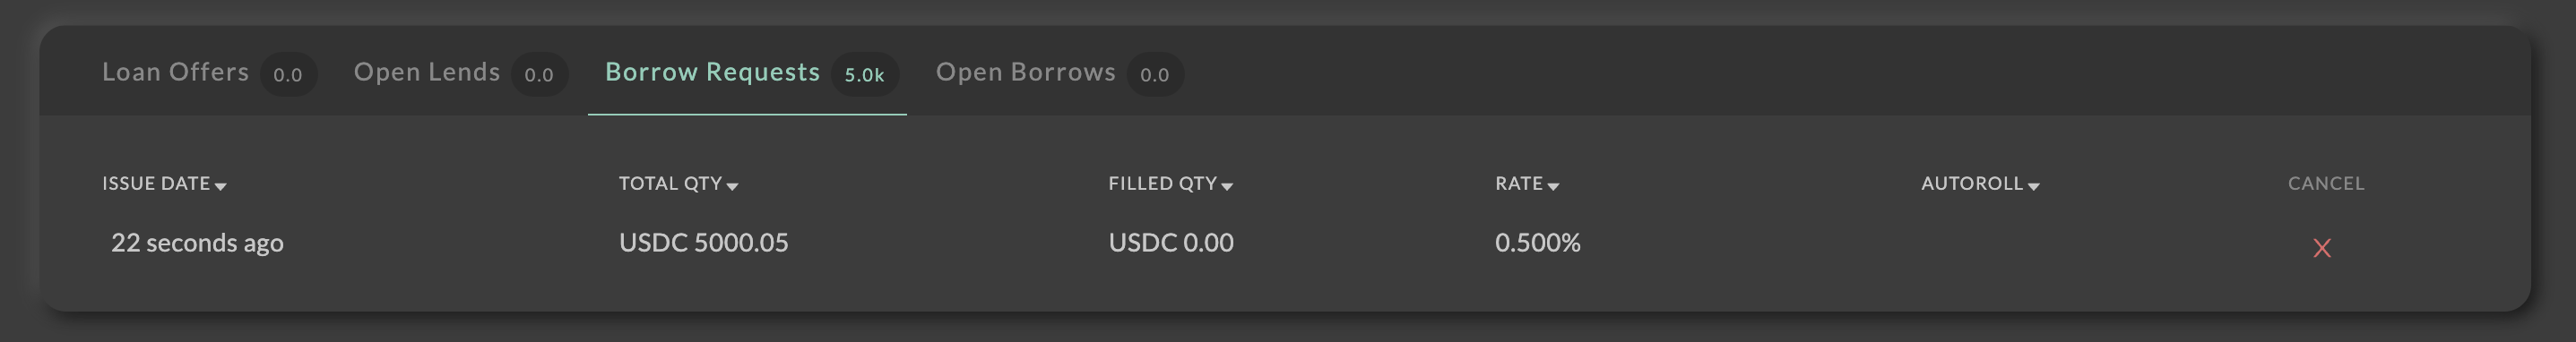 Loan Offers 0.0 Open Lends 0.0 Borrow Requests 5.0k Open Borrows 0.0
ISSUE DATE TOTAL QTY FILLED QTY RATE AUTOROLL CANCEL
22 seconds ago USDC 5000.05 USDC 0.00 0.500% X